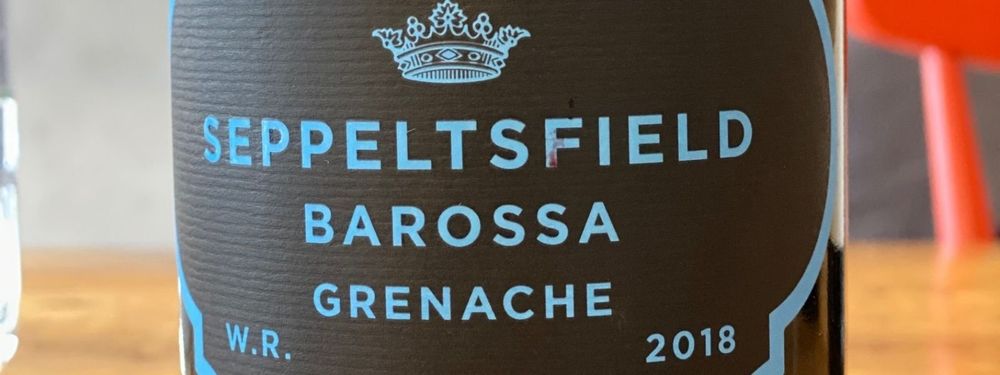 SEPPELTSFIELD
BAROSSA
GRENACHE
W.R. 2018